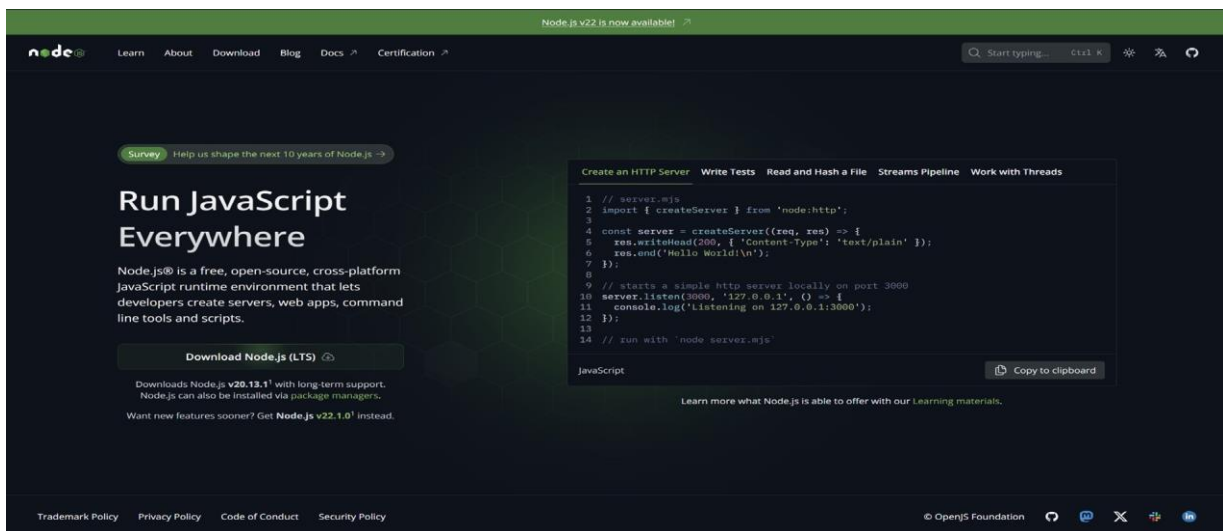 Node.js v22 is now available! ↗
node
Learn About Download Blog Docs ↗ Certification ↗
Start typing... Ctrl K
Survey Help us shape the next 10 years of Node.js →
Run JavaScript
Everywhere
Node.js® is a free, open-source, cross-platform
JavaScript runtime environment that lets
developers create servers, web apps, command
line tools and scripts.
Download Node.js (LTS)
Downloads Node.js v20.13.1¹ with long-term support.
Node.js can also be installed via package managers.
Want new features sooner? Get Node.js v22.1.0¹ instead.
Create an HTTP Server Write Tests Read and Hash a File Streams Pipeline Work with Threads
1 // server.mjs
2 import { createServer } from 'node:http';
3
4 const server = createServer((req, res) => {
5   res.writeHead(200, { 'Content-Type': 'text/plain' });
6   res.end('Hello World!\n');
7 });
8
9 // starts a simple http server locally on port 3000
10 server.listen(3000, '127.0.0.1', () => {
11   console.log('Listening on 127.0.0.1:3000');
12 });
13
14 // run with `node server.mjs`
JavaScript Copy to clipboard
Learn more what Node.js is able to offer with our Learning materials.
Trademark Policy Privacy Policy Code of Conduct Security Policy
© OpenJS Foundation